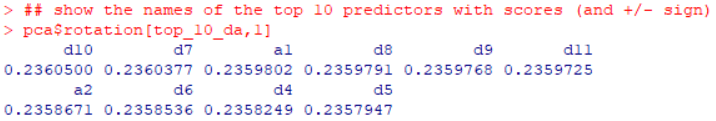 > ## show the names of the top 10 predictors with scores (and +/- sign)
> pca$rotation[top_10_da,1]
d10 d7 a1 d8 d9 d11
0.2360500 0.2360377 0.2359802 0.2359791 0.2359768 0.2359725
a2 d6 d4 d5
0.2358671 0.2358536 0.2358249 0.2357947